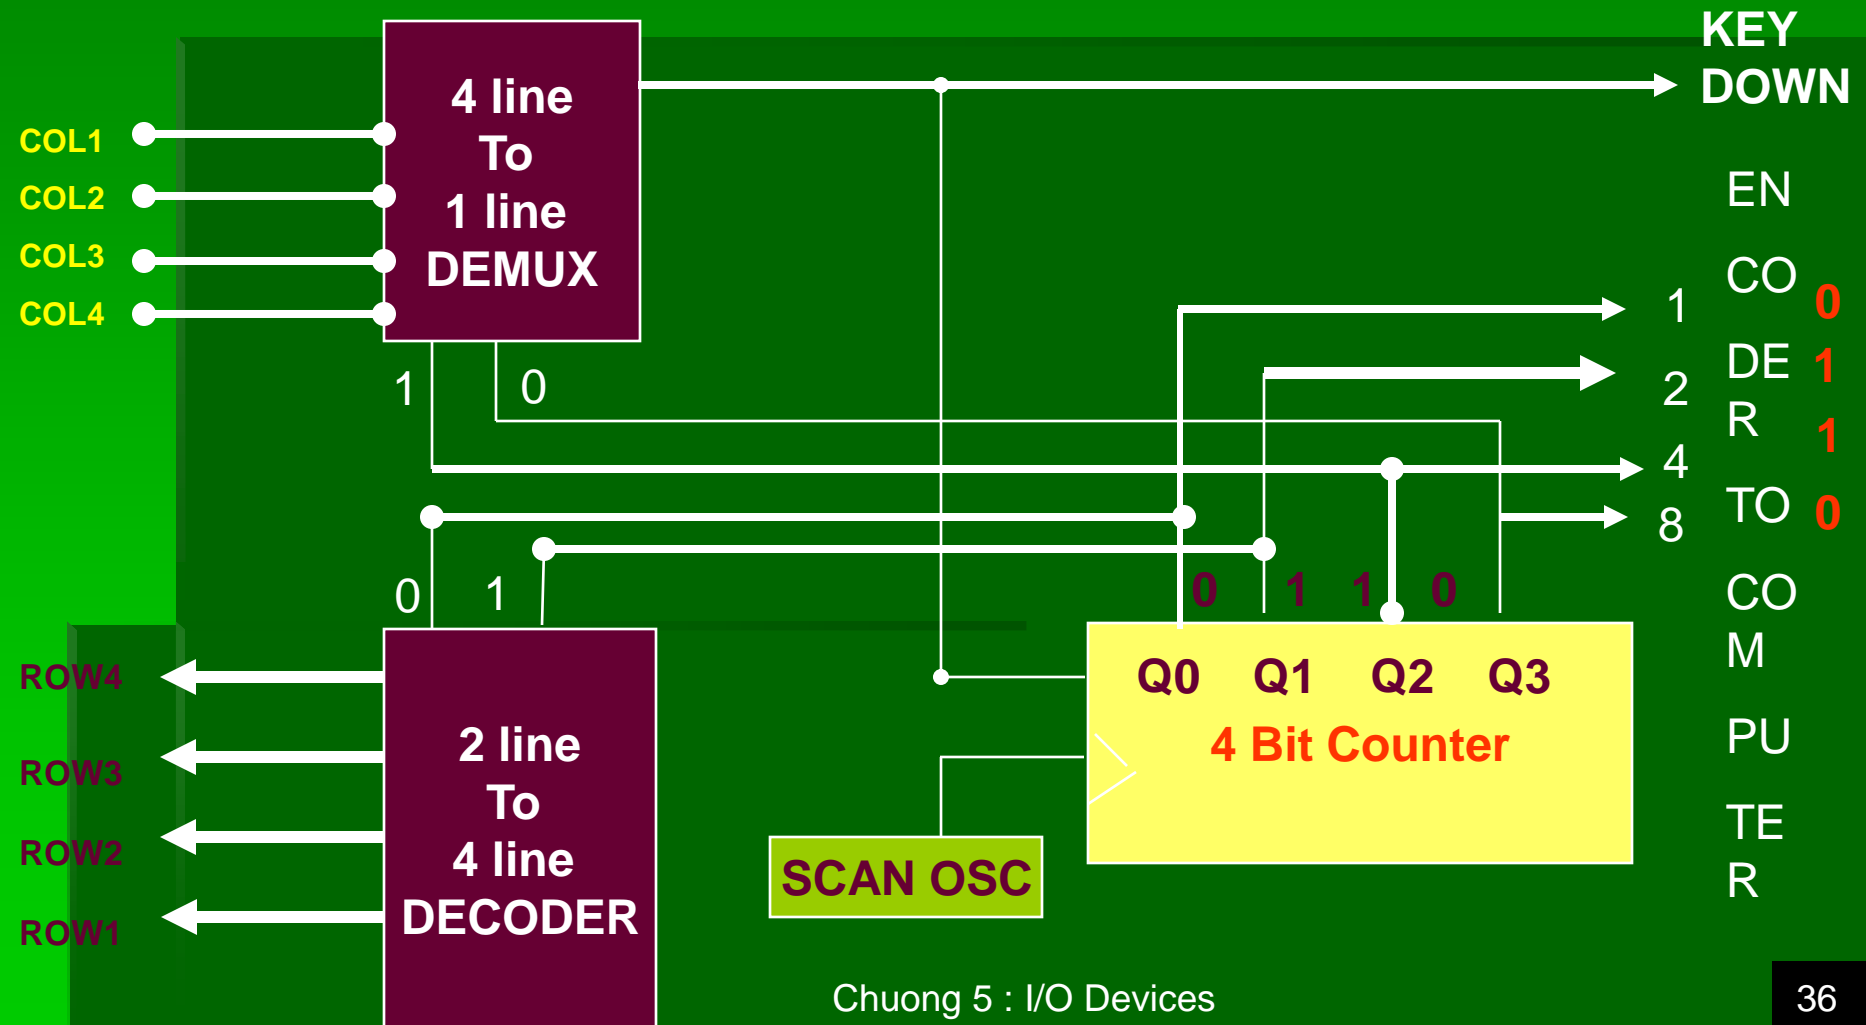 KEY
DOWN
4 line
To
1 line
DEMUX
COL1
COL2
COL3
COL4
1 0
EN
CO
DE
R
TO
CO
M
PU
TE
R
1 0
2 1
4 1
8 0
0 1
0 1 1 0
ROW4
ROW3
ROW2
ROW1
2 line
To
4 line
DECODER
Q0 Q1 Q2 Q3
4 Bit Counter
SCAN OSC
Chuong 5 : I/O Devices
36